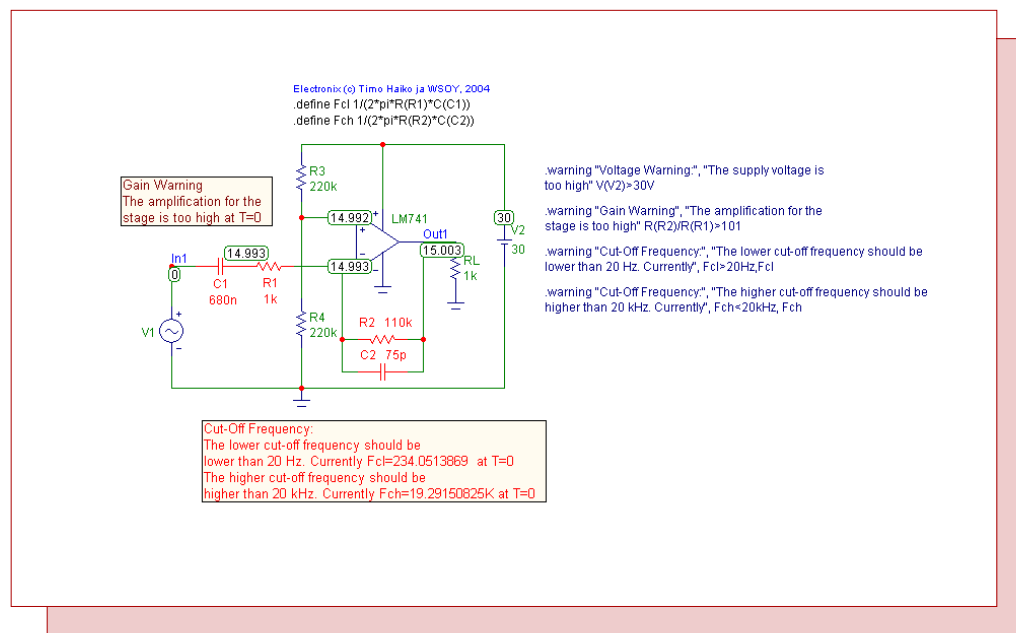 Electronix (c) Timo Haiko ja WSOY, 2004
.define Fcl 1/(2*pi*R(R1)*C(C1))
.define Fch 1/(2*pi*R(R2)*C(C2))
Gain Warning
The amplification for the
stage is too high at T=0
R3
220k
14.992
LM741
Out1
15.003
RL
1k
30
V2
30
.warning "Voltage Warning:", "The supply voltage is
too high" V(V2)>30V
.warning "Gain Warning", "The amplification for the
stage is too high" R(R2)/R(R1)>101
.warning "Cut-Off Frequency:", "The lower cut-off frequency should be
lower than 20 Hz. Currently", Fcl>20Hz,Fcl
.warning "Cut-Off Frequency:", "The higher cut-off frequency should be
higher than 20 kHz. Currently", Fch<20kHz, Fch
In1
0
14.993
C1
680n
R1
1k
14.993
V1
R4
220k
R2 110k
C2 75p
Cut-Off Frequency:
The lower cut-off frequency should be
lower than 20 Hz. Currently Fcl=234.0513869 at T=0
The higher cut-off frequency should be
higher than 20 kHz. Currently Fch=19.29150825K at T=0